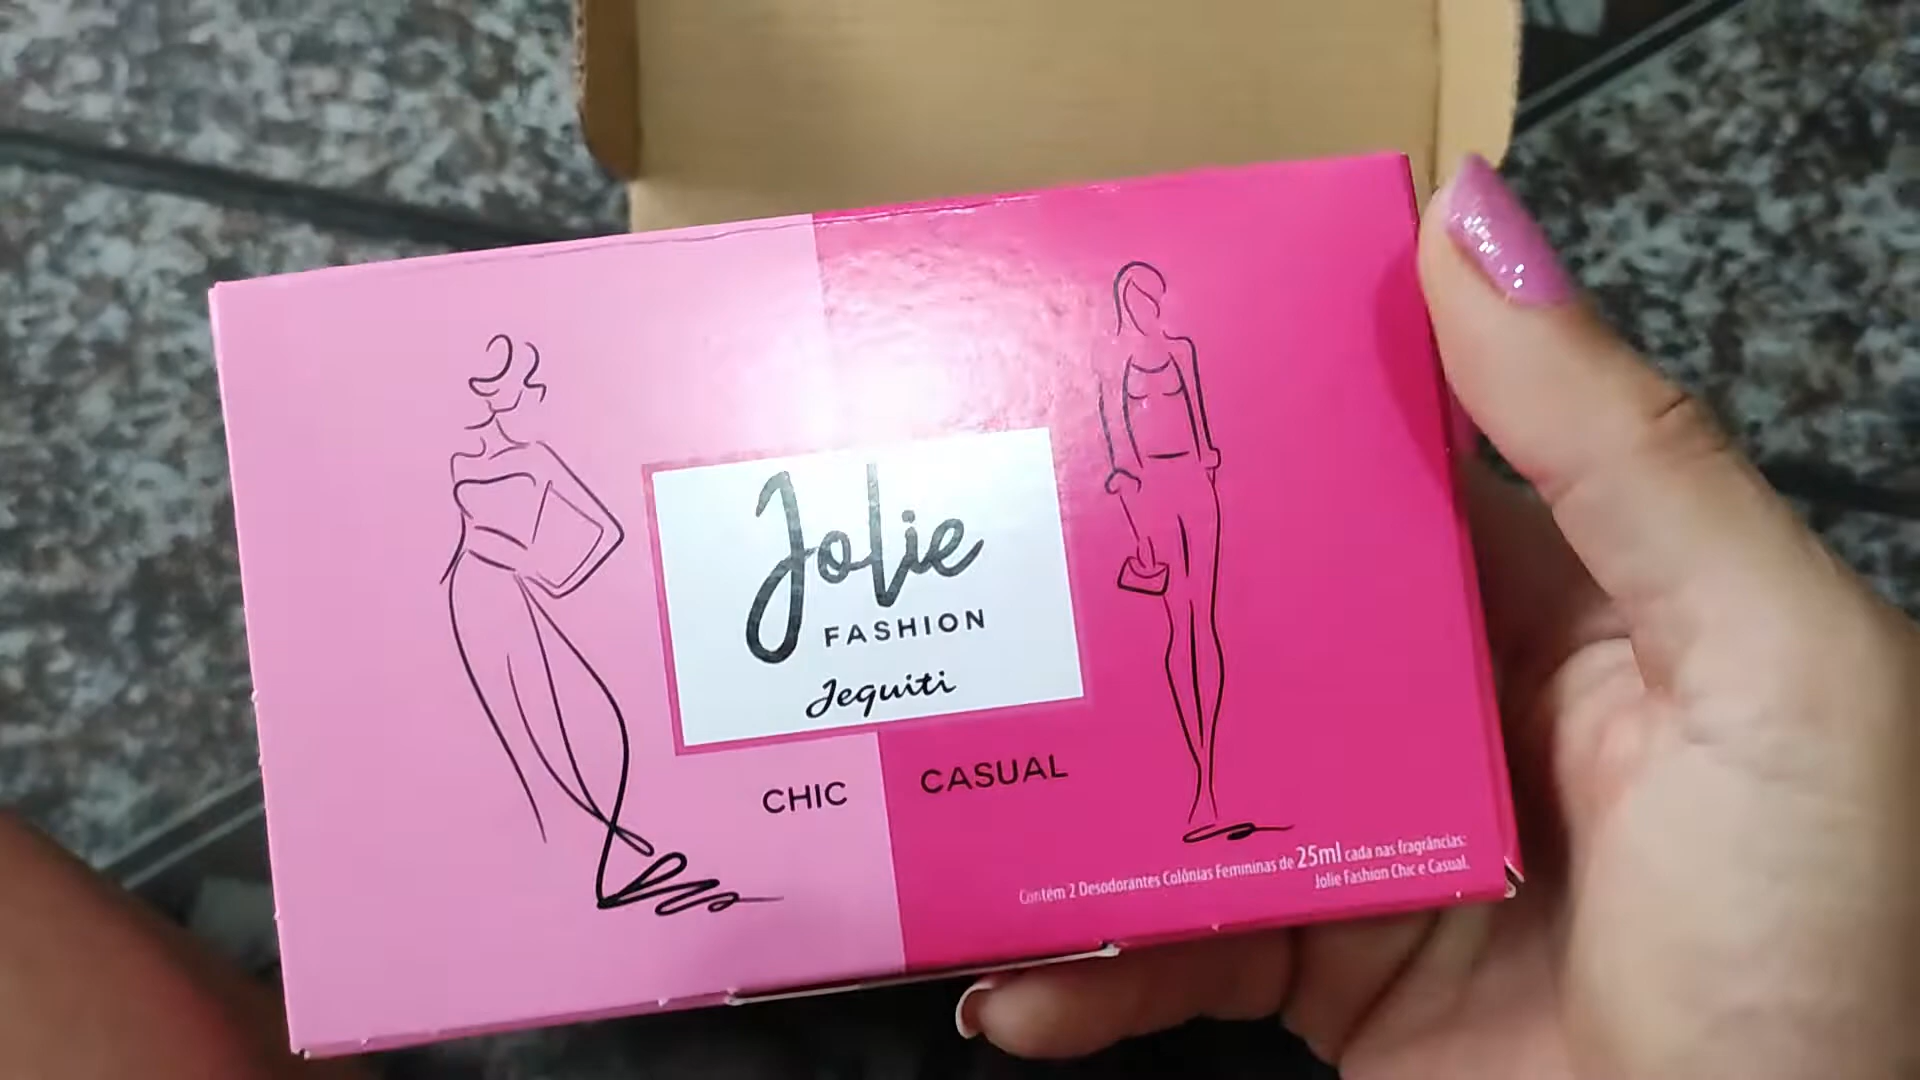 Jolie
FASHION
Jequiti
CHIC
CASUAL
Contém 2 Desodorantes Colônias Femininas de 25ml cada nas fragrâncias:
Jolie Fashion Chic e Casual.